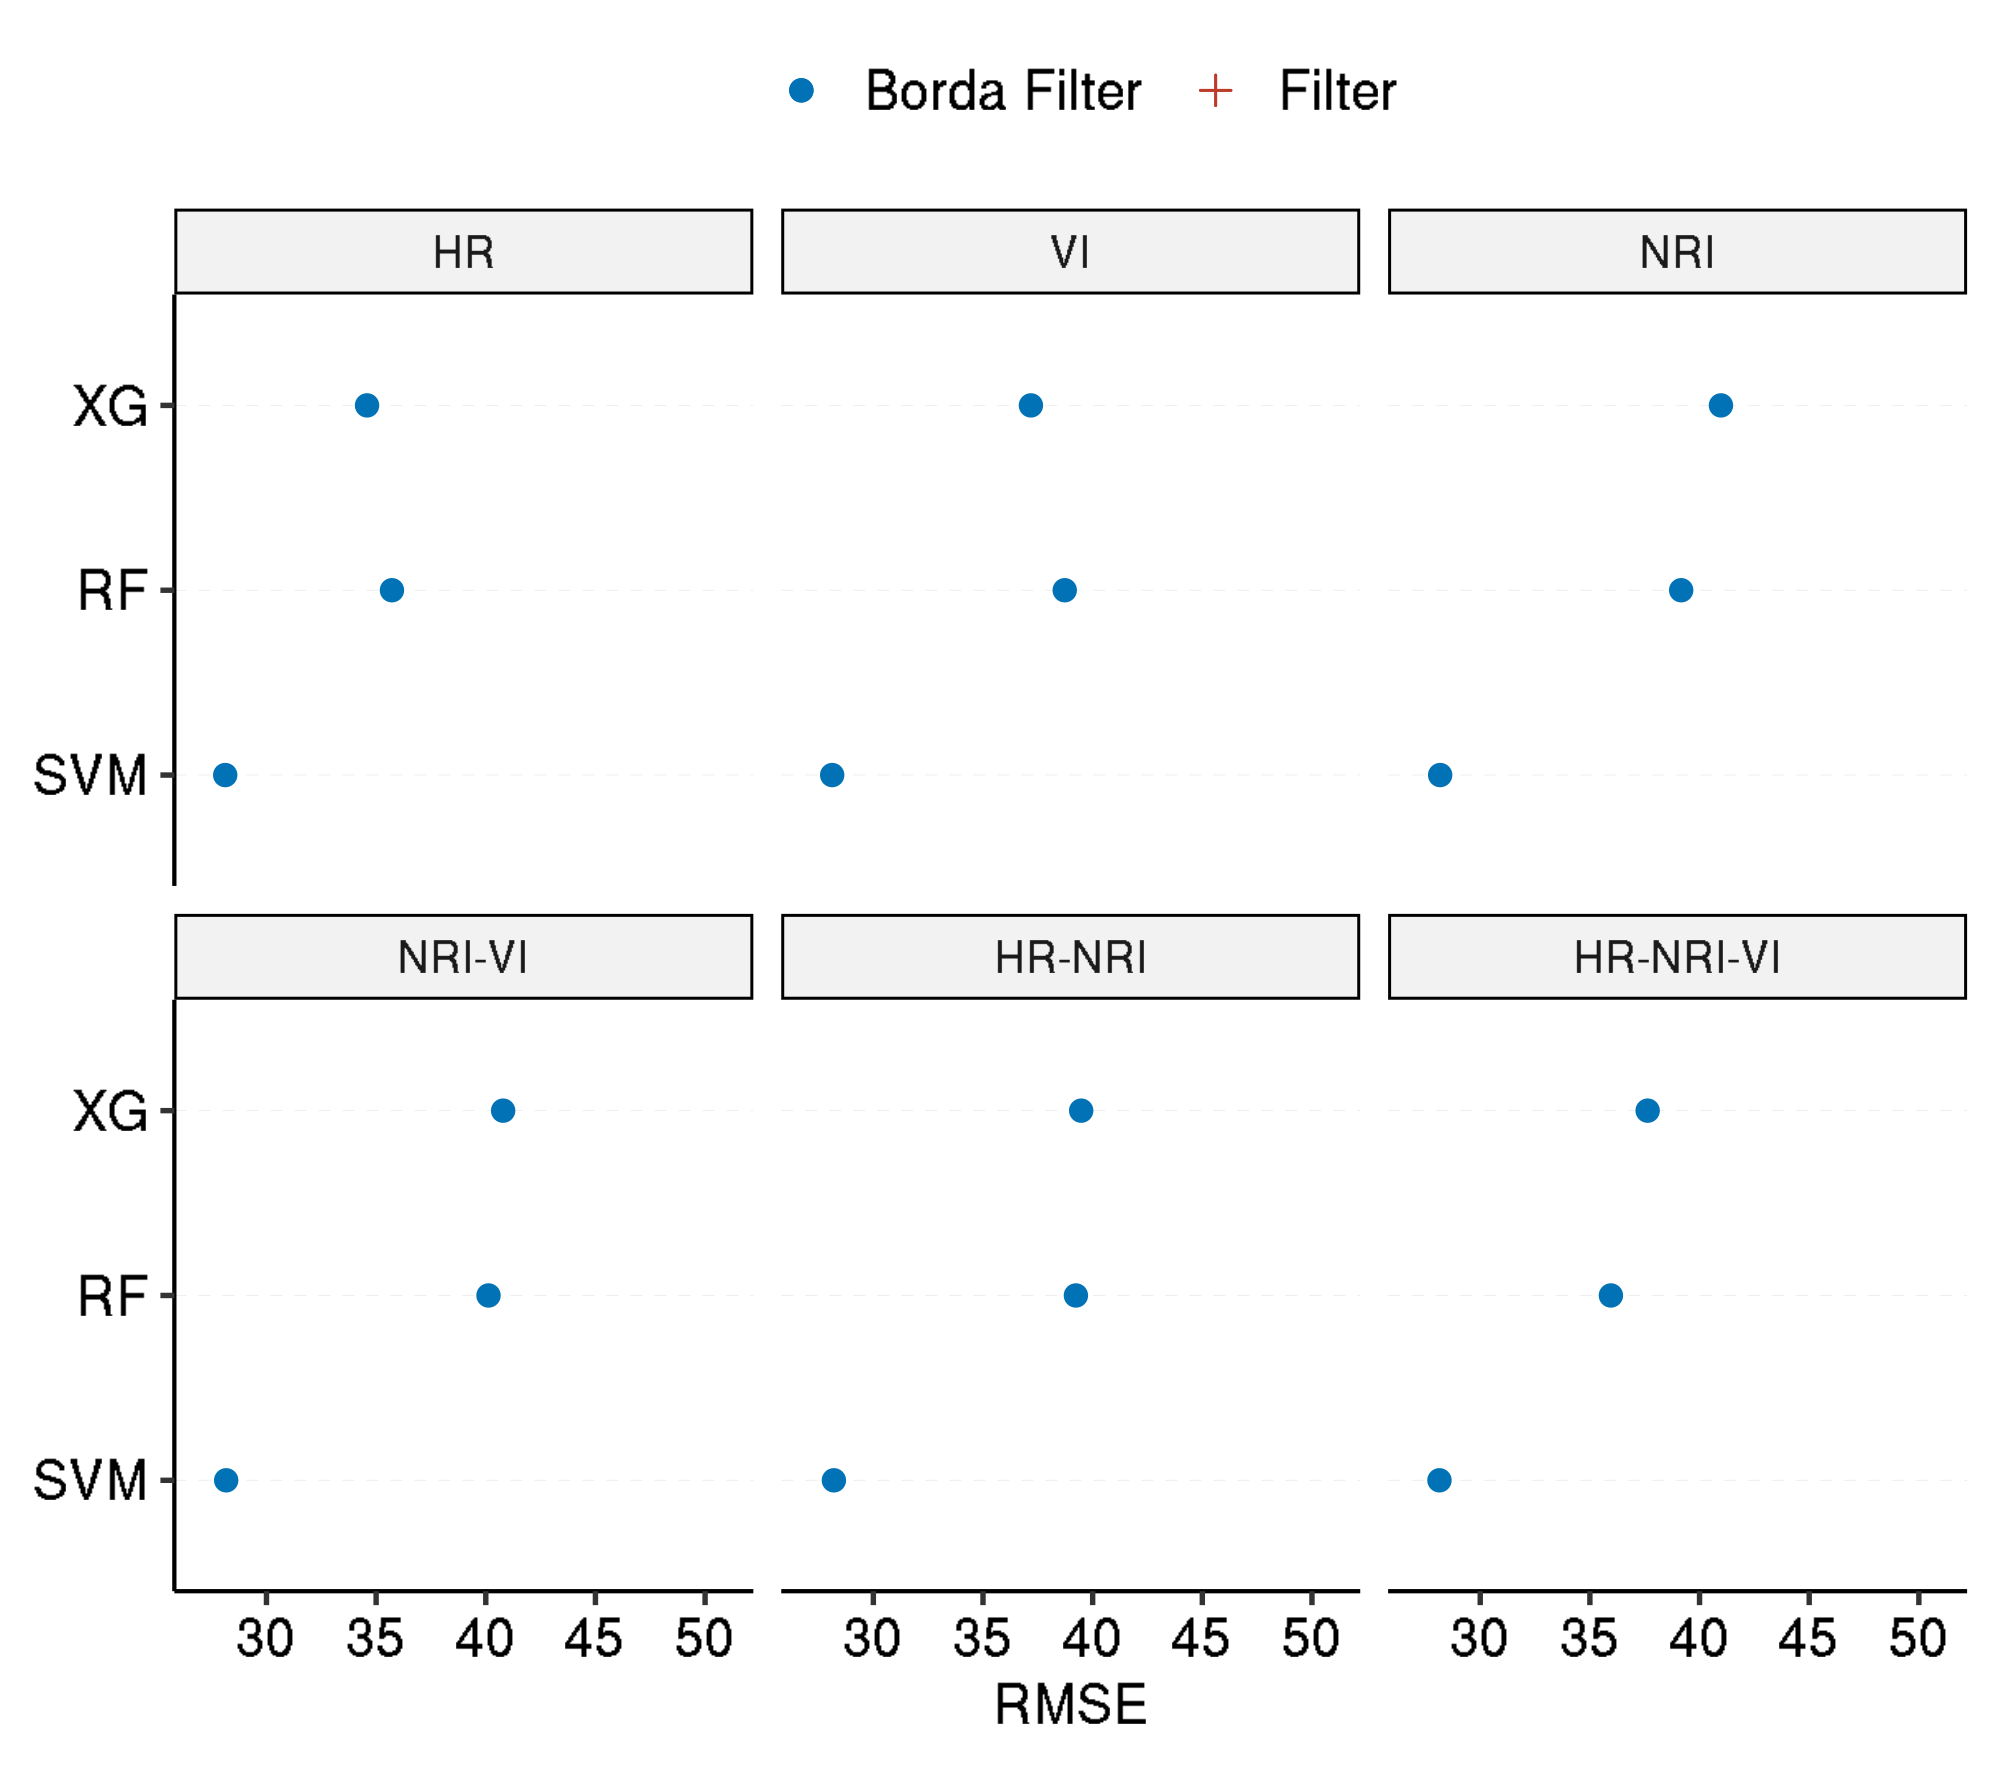 Borda Filter Filter
HR VI NRI
XG
RF
SVM
NRI-VI HR-NRI HR-NRI-VI
XG
RF
SVM
30 35 40 45 50 30 35 40 45 50 30 35 40 45 50
RMSE